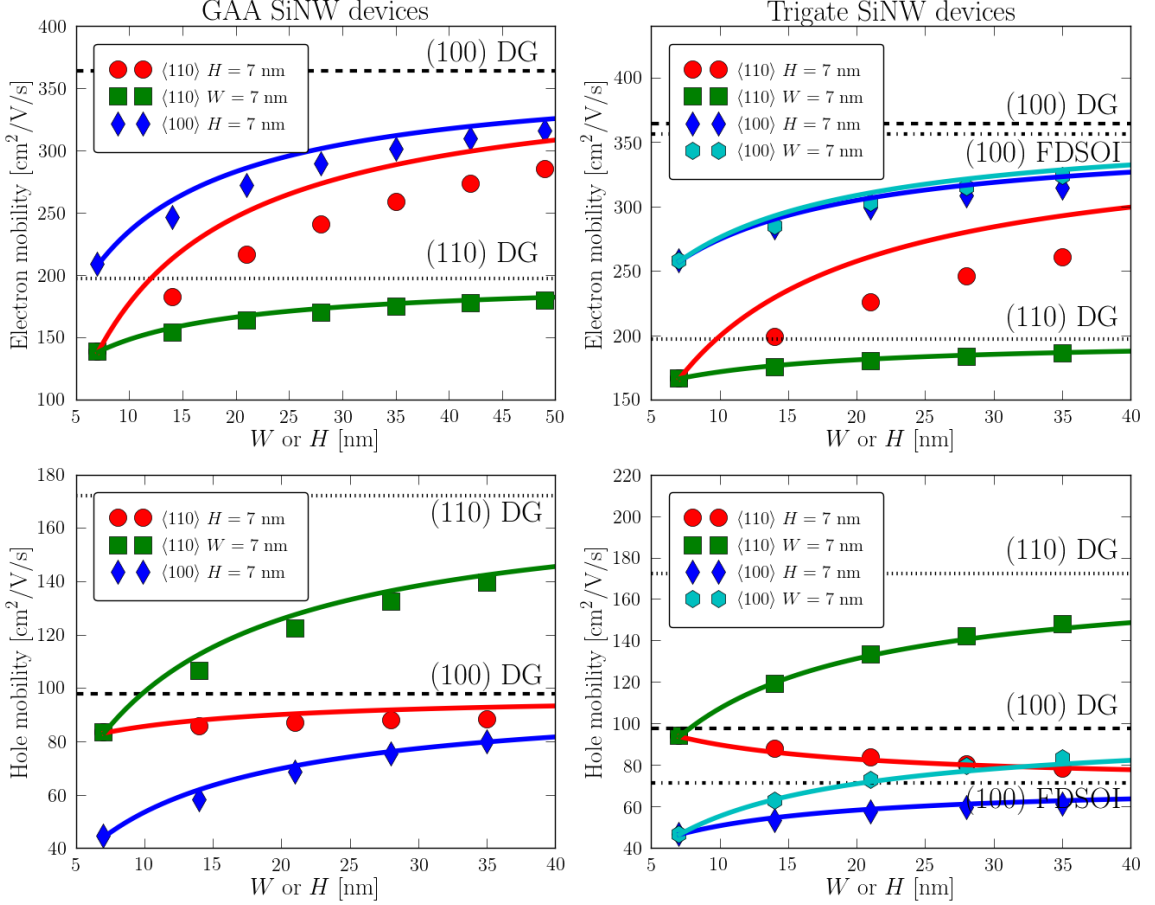 GAA SiNW devices
Trigate SiNW devices
Electron mobility [cm²/V/s]
400
350
300
250
200
150
100
⟨110⟩ H = 7 nm
⟨110⟩ W = 7 nm
⟨100⟩ H = 7 nm
(100) DG
(110) DG
5 10 15 20 25 30 35 40 45 50
W or H [nm]
Electron mobility [cm²/V/s]
400
350
300
250
200
150
⟨110⟩ H = 7 nm
⟨110⟩ W = 7 nm
⟨100⟩ H = 7 nm
⟨100⟩ W = 7 nm
(100) DG
(100) FDSOI
(110) DG
5 10 15 20 25 30 35 40
W or H [nm]
Hole mobility [cm²/V/s]
180
160
140
120
100
80
60
40
⟨110⟩ H = 7 nm
⟨110⟩ W = 7 nm
⟨100⟩ H = 7 nm
(110) DG
(100) DG
5 10 15 20 25 30 35 40
W or H [nm]
Hole mobility [cm²/V/s]
220
200
180
160
140
120
100
80
60
40
⟨110⟩ H = 7 nm
⟨110⟩ W = 7 nm
⟨100⟩ H = 7 nm
⟨100⟩ W = 7 nm
(110) DG
(100) DG
(100) FDSOI
5 10 15 20 25 30 35 40
W or H [nm]